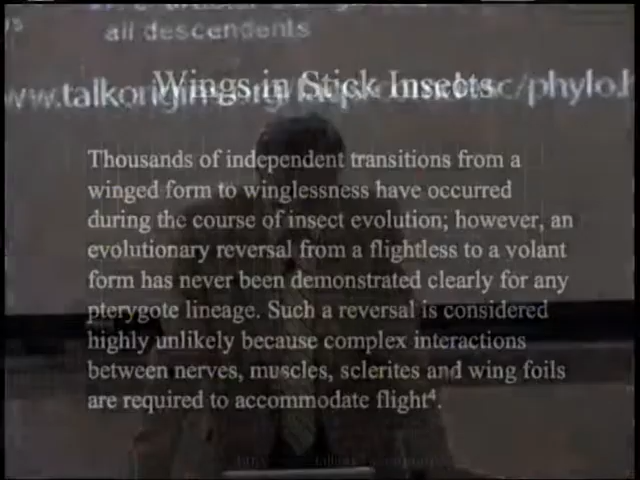 all descendents
Wings in Stick Insects
Thousands of independent transitions from a
winged form to winglessness have occurred
during the course of insect evolution; however, an
evolutionary reversal from a flightless to a volant
form has never been demonstrated clearly for any
pterygote lineage. Such a reversal is considered
highly unlikely because complex interactions
between nerves, muscles, sclerites and wing foils
are required to accommodate flight⁴.